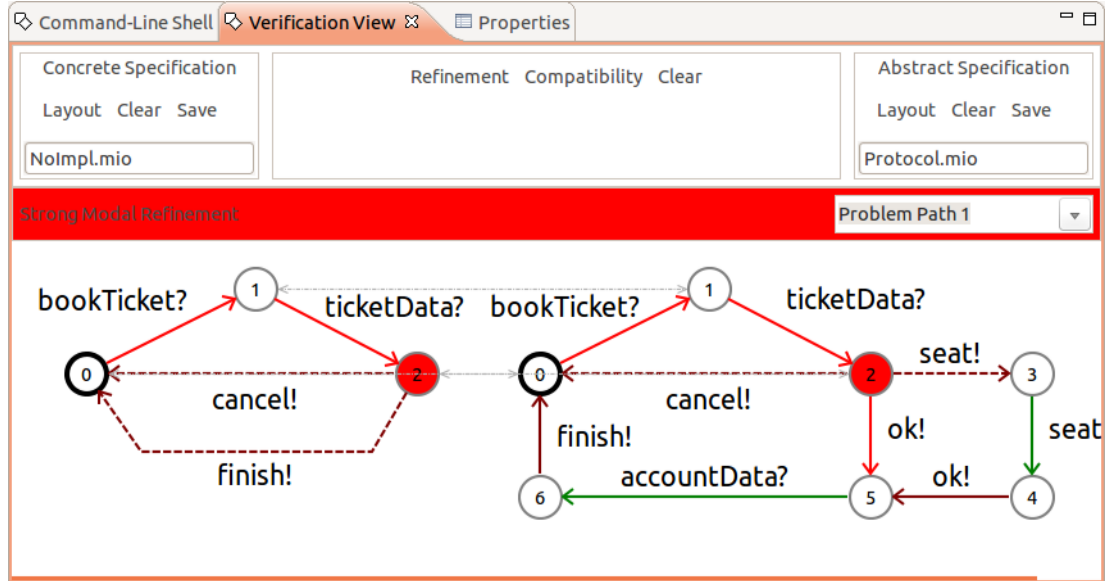 Command-Line Shell Verification View Properties
Concrete Specification Refinement Compatibility Clear Abstract Specification
Layout Clear Save Layout Clear Save
NoImpl.mio Protocol.mio
Strong Modal Refinement Problem Path 1
bookTicket? 1 ticketData? bookTicket? 1 ticketData?
0 2 0 2 seat! 3
cancel! cancel! ok! seat
finish! finish! accountData? ok!
6 5 4